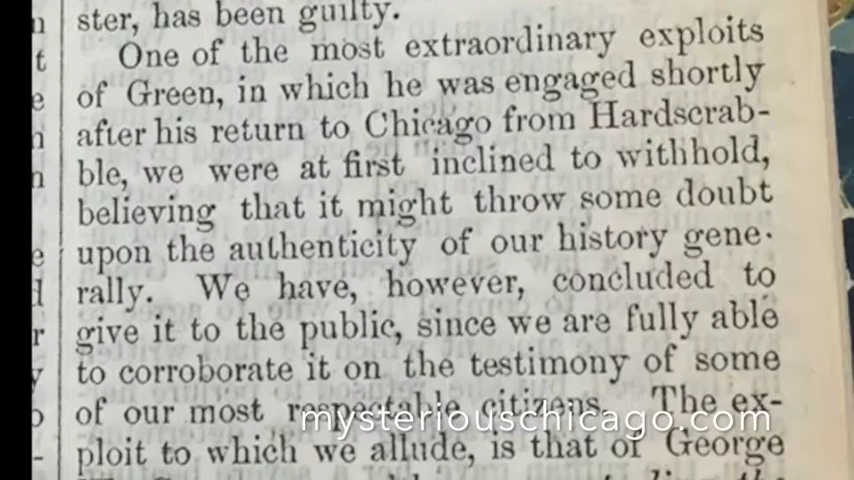 ster, has been guilty.
One of the most extraordinary exploits
of Green, in which he was engaged shortly
after his return to Chicago from Hardscrab-
ble, we were at first inclined to withhold,
believing that it might throw some doubt
upon the authenticity of our history gene-
rally. We have, however, concluded to
give it to the public, since we are fully able
to corroborate it on the testimony of some
of our most respectable citizens. The ex-
mysteriouschicago.com
ploit to which we allude, is that of George